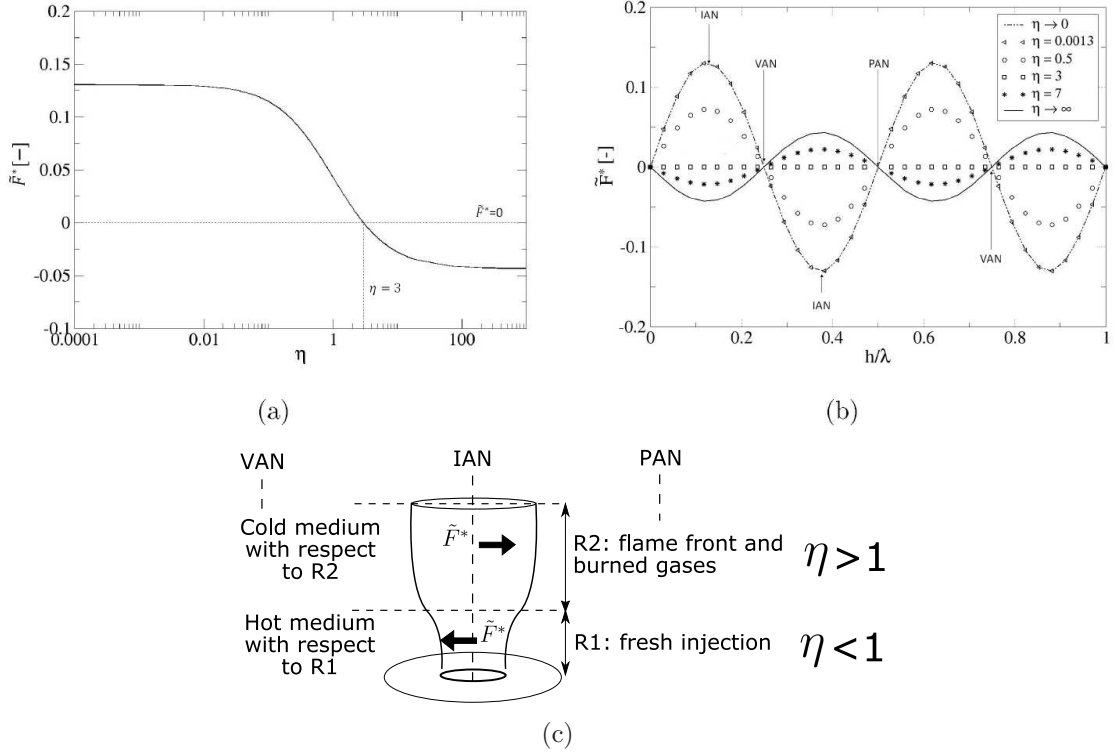 0.2
0.15
0.1
0.05
0
-0.05
-0.1
F̃*[−]
F̃*=0
η = 3
0.0001
0.01
1
100
η
(a)
0.2
0.1
0
-0.1
-0.2
F̃* [-]
IAN
VAN
PAN
VAN
IAN
η → 0
η = 0.0013
η = 0.5
η = 3
η = 7
η → ∞
0
0.2
0.4
0.6
0.8
1
h/λ
(b)
VAN
IAN
PAN
Cold medium
with respect
to R2
F̃*
R2: flame front and
burned gases
η > 1
Hot medium
with respect
to R1
F̃*
R1: fresh injection
η < 1
(c)